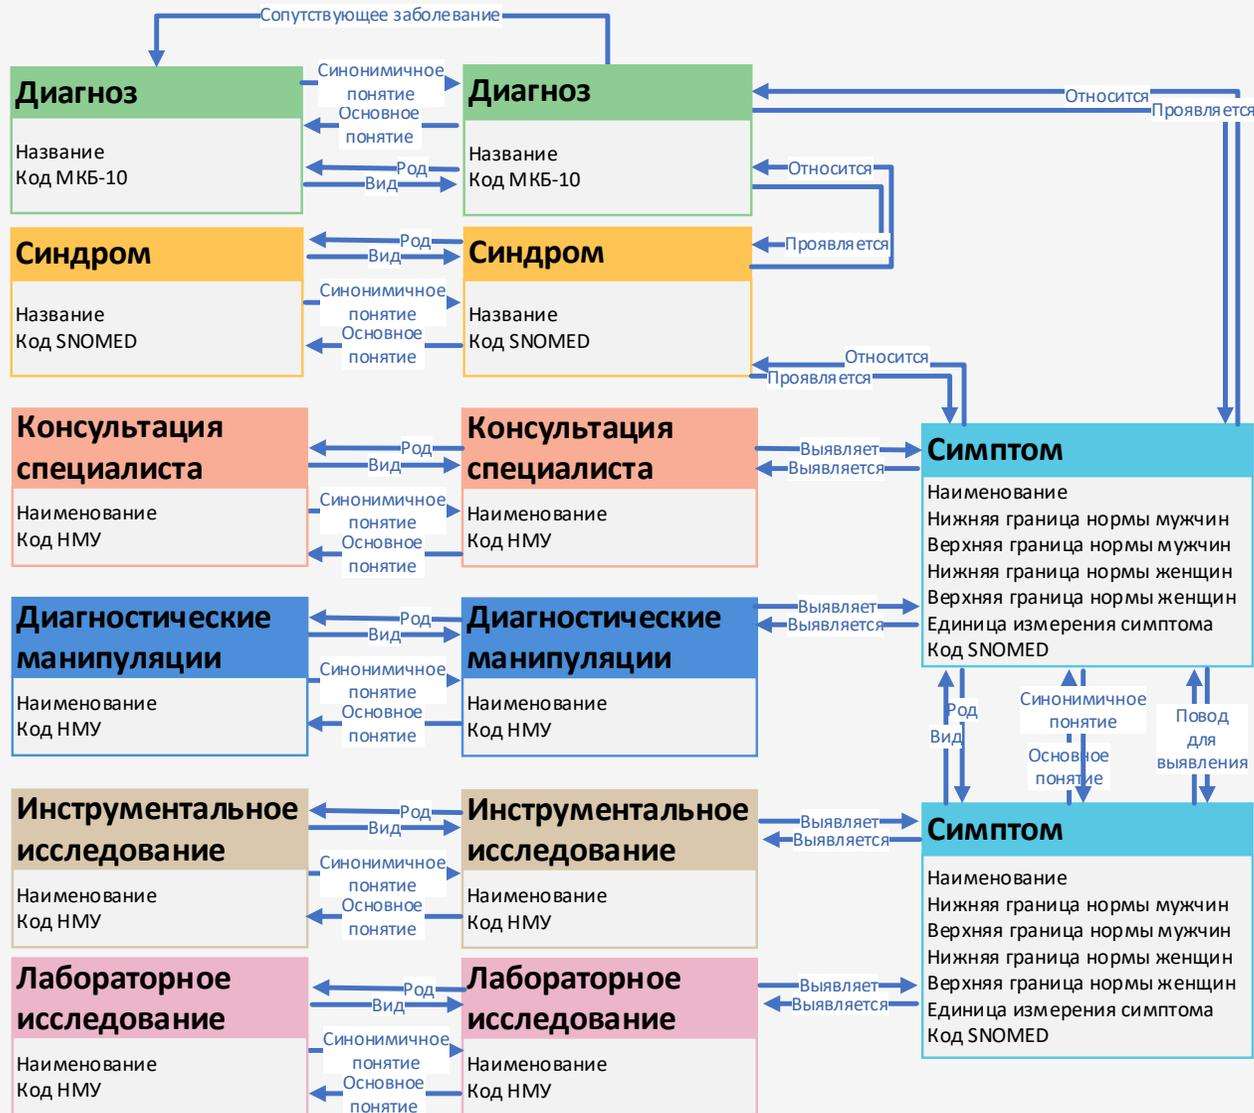 Сопутствующее заболевание
Диагноз
Название
Код МКБ-10
Синонимичное
понятие
Основное
понятие
Род
Вид
Диагноз
Название
Код МКБ-10
Относится
Проявляется
Относится
Проявляется
Синдром
Название
Код SNOMED
Род
Вид
Синонимичное
понятие
Основное
понятие
Синдром
Название
Код SNOMED
Относится
Проявляется
Консультация
специалиста
Наименование
Код НМУ
Род
Вид
Синонимичное
понятие
Основное
понятие
Консультация
специалиста
Наименование
Код НМУ
Выявляет
Выявляется
Симптом
Наименование
Нижняя граница нормы мужчин
Верхняя граница нормы мужчин
Нижняя граница нормы женщин
Верхняя граница нормы женщин
Единица измерения симптома
Код SNOMED
Диагностические
манипуляции
Наименование
Код НМУ
Род
Вид
Синонимичное
понятие
Основное
понятие
Диагностические
манипуляции
Наименование
Код НМУ
Выявляет
Выявляется
Род
Вид
Синонимичное
понятие
Основное
понятие
Повод
для
выявления
Инструментальное
исследование
Наименование
Код НМУ
Род
Вид
Синонимичное
понятие
Основное
понятие
Инструментальное
исследование
Наименование
Код НМУ
Выявляет
Выявляется
Симптом
Наименование
Нижняя граница нормы мужчин
Верхняя граница нормы мужчин
Нижняя граница нормы женщин
Верхняя граница нормы женщин
Единица измерения симптома
Код SNOMED
Лабораторное
исследование
Наименование
Код НМУ
Род
Вид
Синонимичное
понятие
Основное
понятие
Лабораторное
исследование
Наименование
Код НМУ
Выявляет
Выявляется